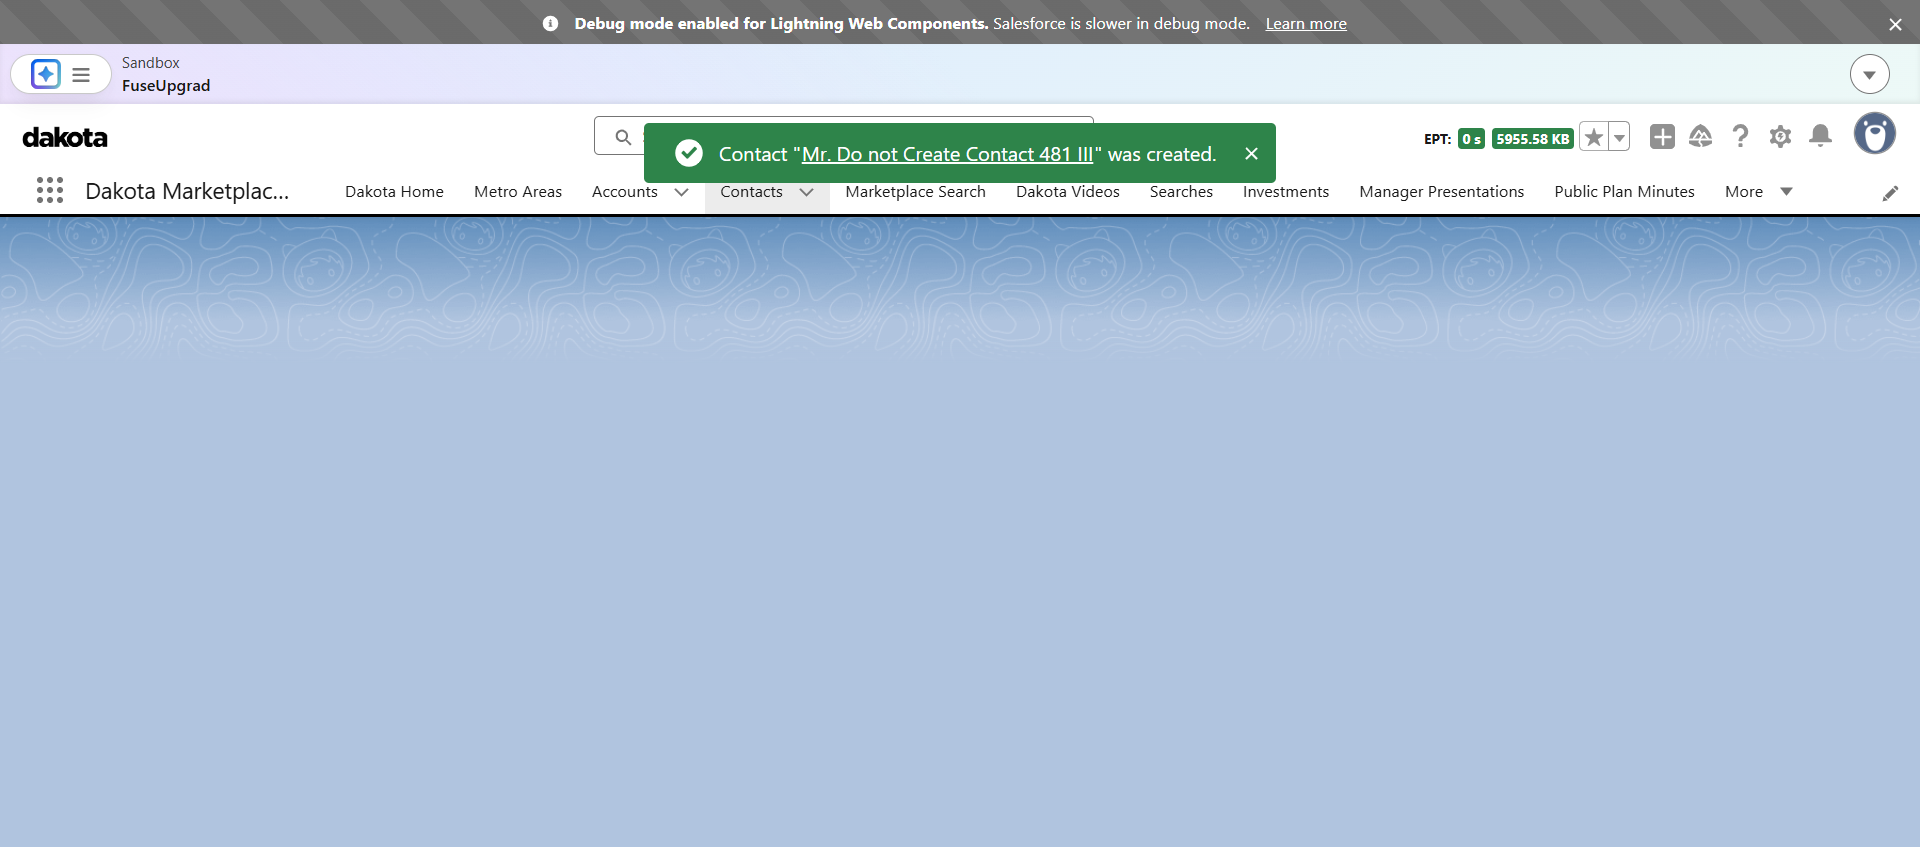 Debug mode enabled for Lightning Web Components. Salesforce is slower in debug mode. Learn more
Sandbox
FuseUpgrad
dakota
Contact "Mr. Do not Create Contact 481 III" was created.
EPT: 0 s 5955.58 KB
Dakota Marketplac... Dakota Home Metro Areas Accounts Contacts Marketplace Search Dakota Videos Searches Investments Manager Presentations Public Plan Minutes More